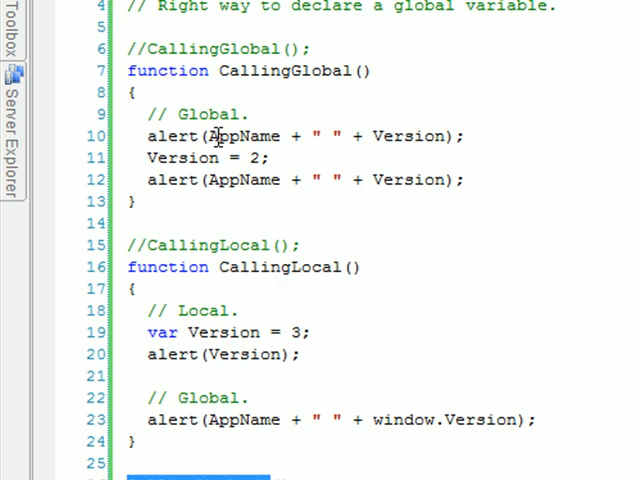 Toolbox
Server Explorer
4 // Right way to declare a global variable.
5
6 //CallingGlobal();
7 function CallingGlobal()
8 {
9 // Global.
10 alert(AppName + " " + Version);
11 Version = 2;
12 alert(AppName + " " + Version);
13 }
14
15 //CallingLocal();
16 function CallingLocal()
17 {
18 // Local.
19 var Version = 3;
20 alert(Version);
21
22 // Global.
23 alert(AppName + " " + window.Version);
24 }
25